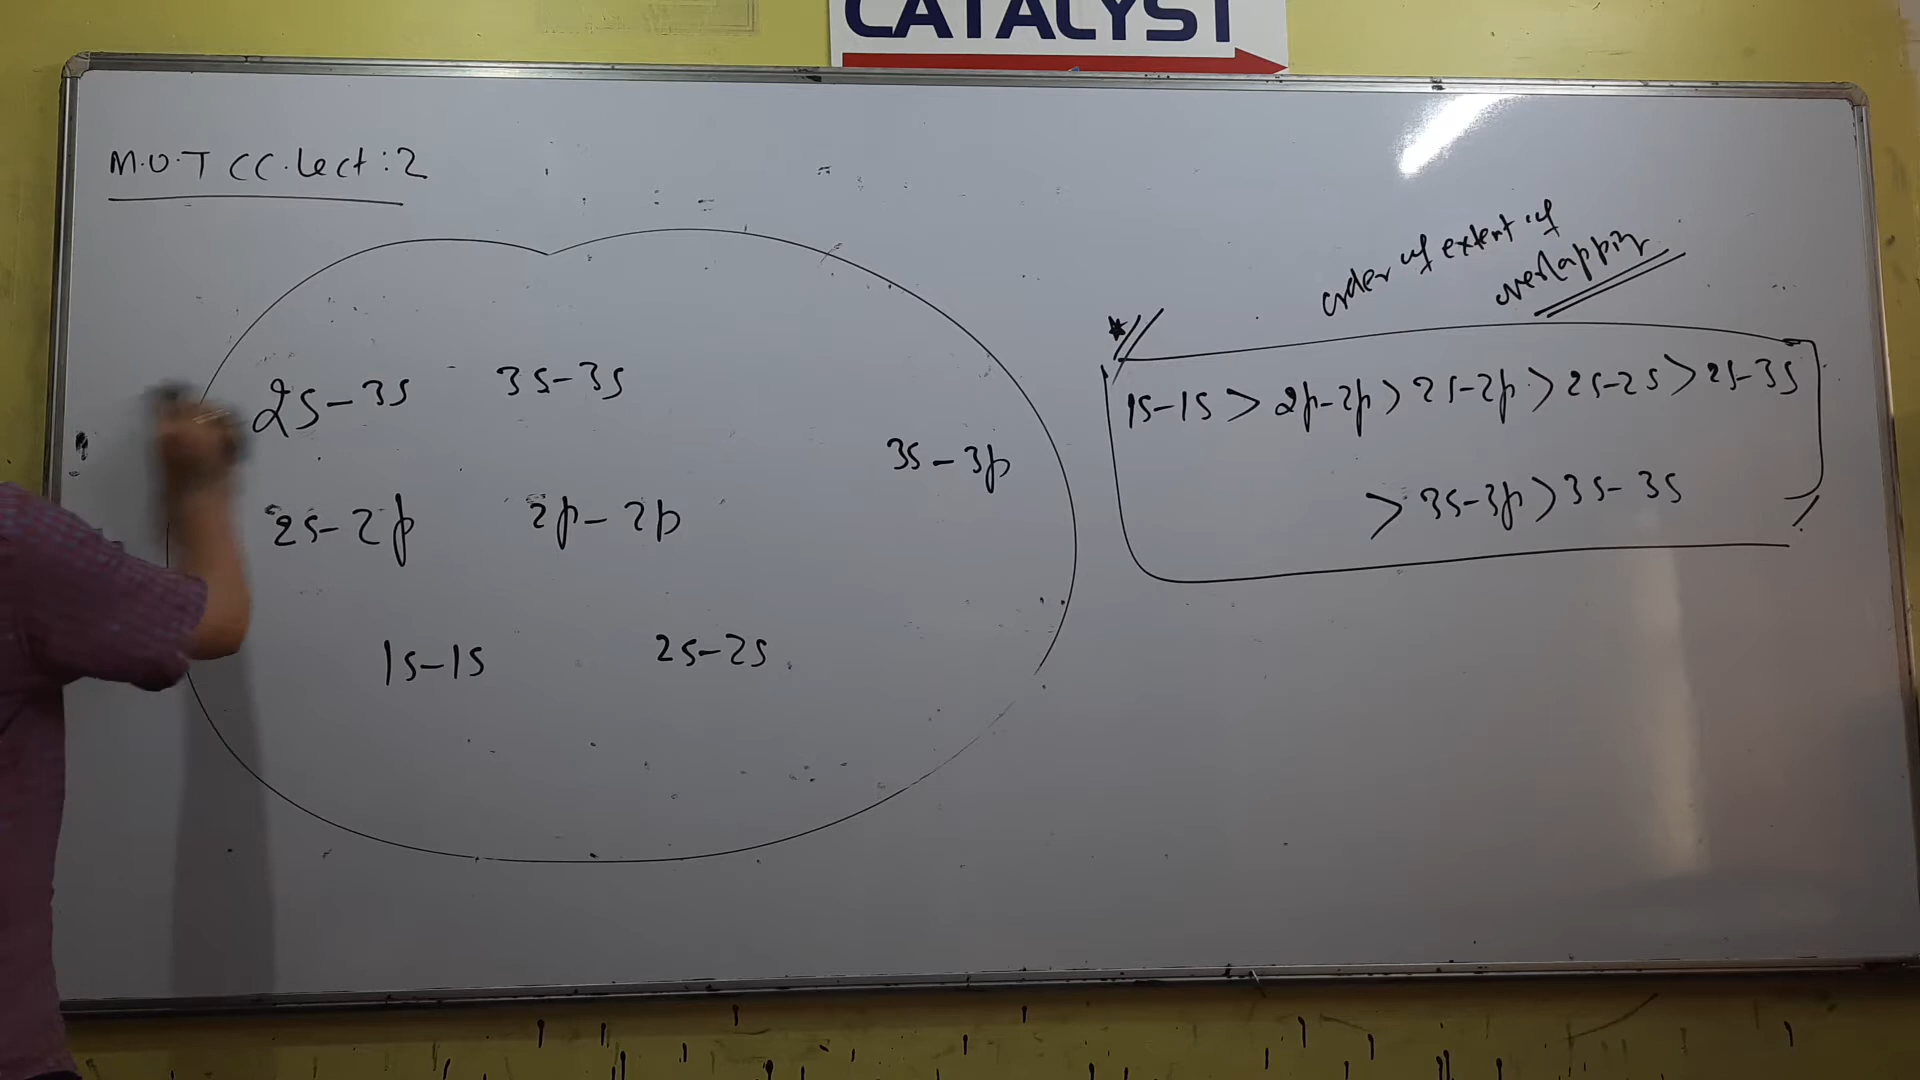 CATALYST
M.O.T CC. Lect:2
order of extent of
overlapping
2s-3s 3s-3s
3s-3p
2s-2p 2p-2p
1s-1s 2s-2s
1s-1s > 2p-2p > 2s-2p > 2s-2s > 2s-3s
> 3s-3p > 3s-3s